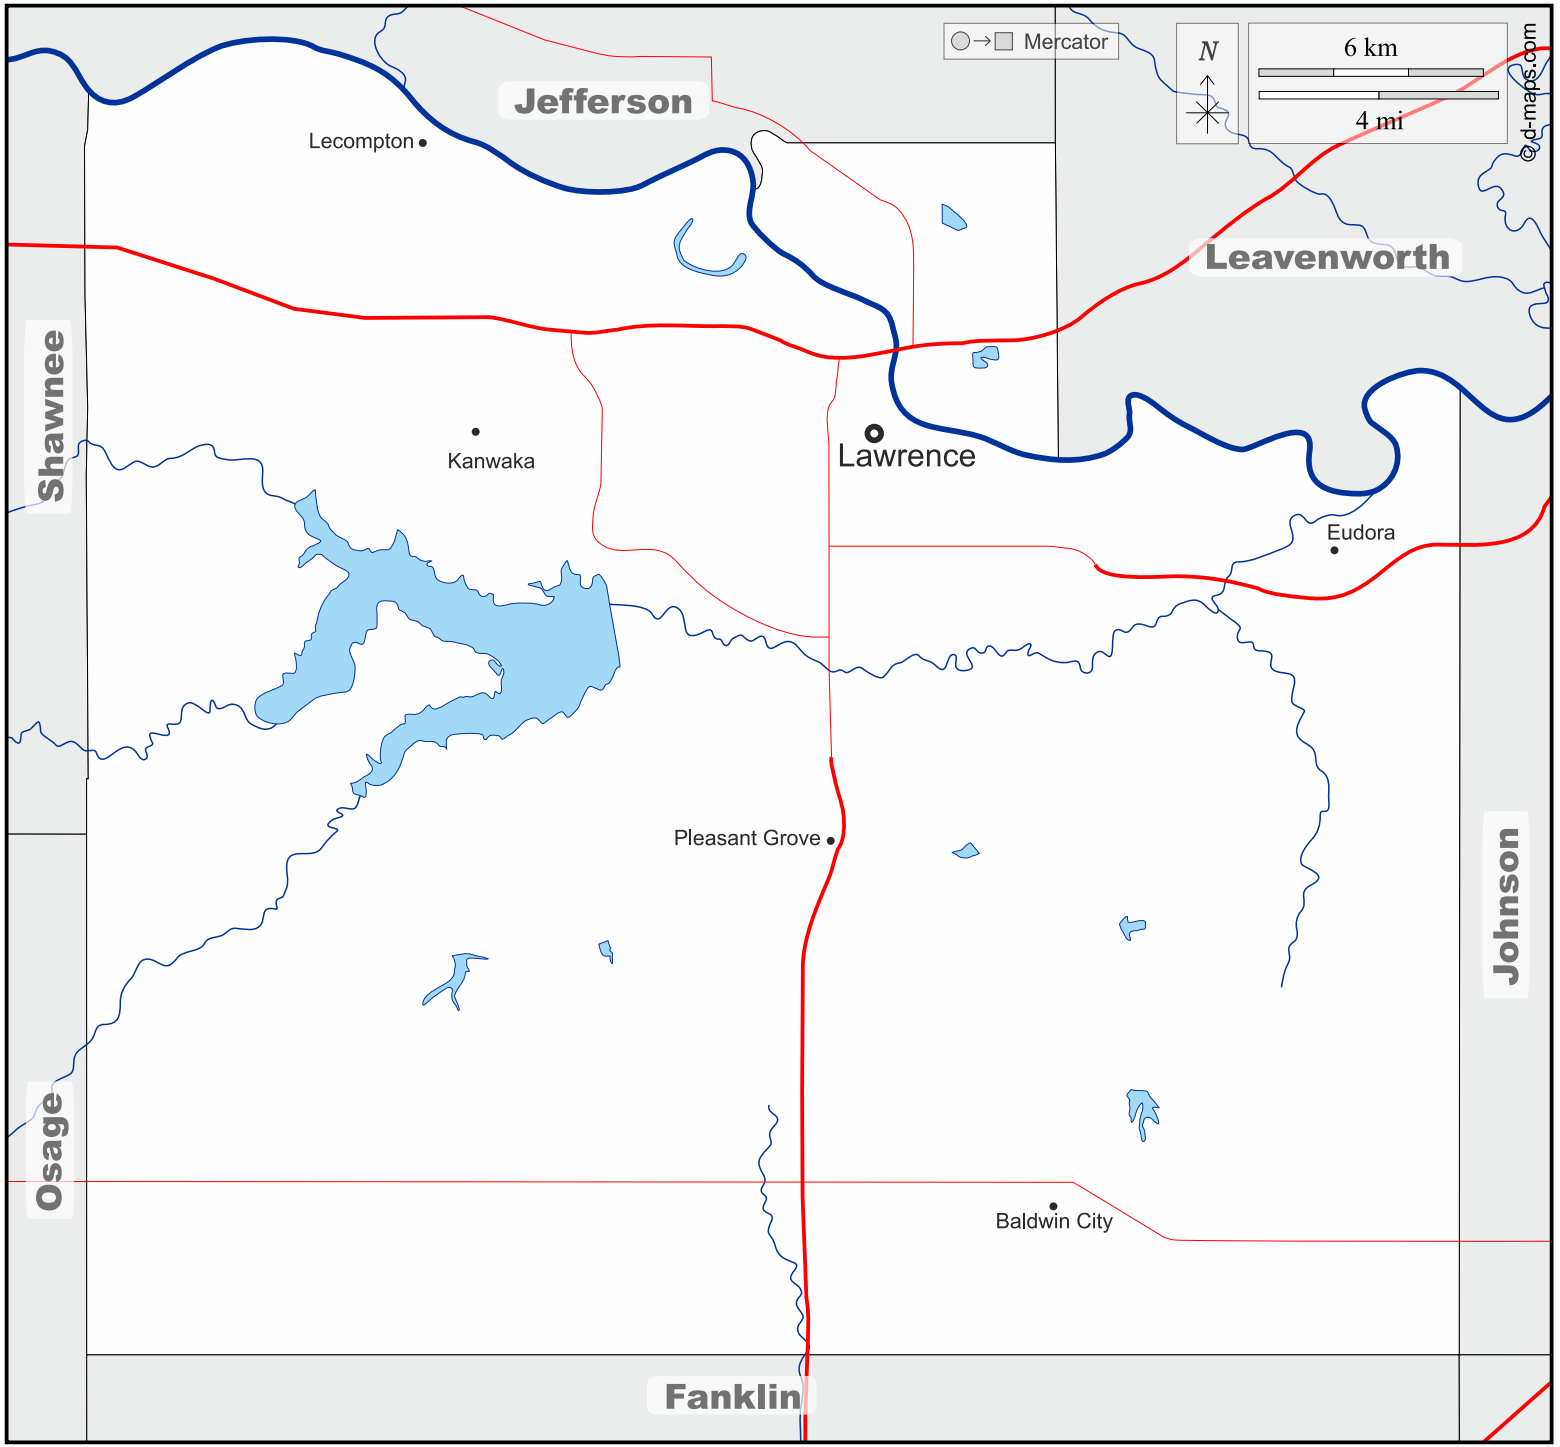 Mercator
N
6 km
4 mi
© d-maps.com
Jefferson
Lecompton
Leavenworth
Shawnee
Kanwaka
Lawrence
Eudora
Pleasant Grove
Johnson
Osage
Baldwin City
Fanklin